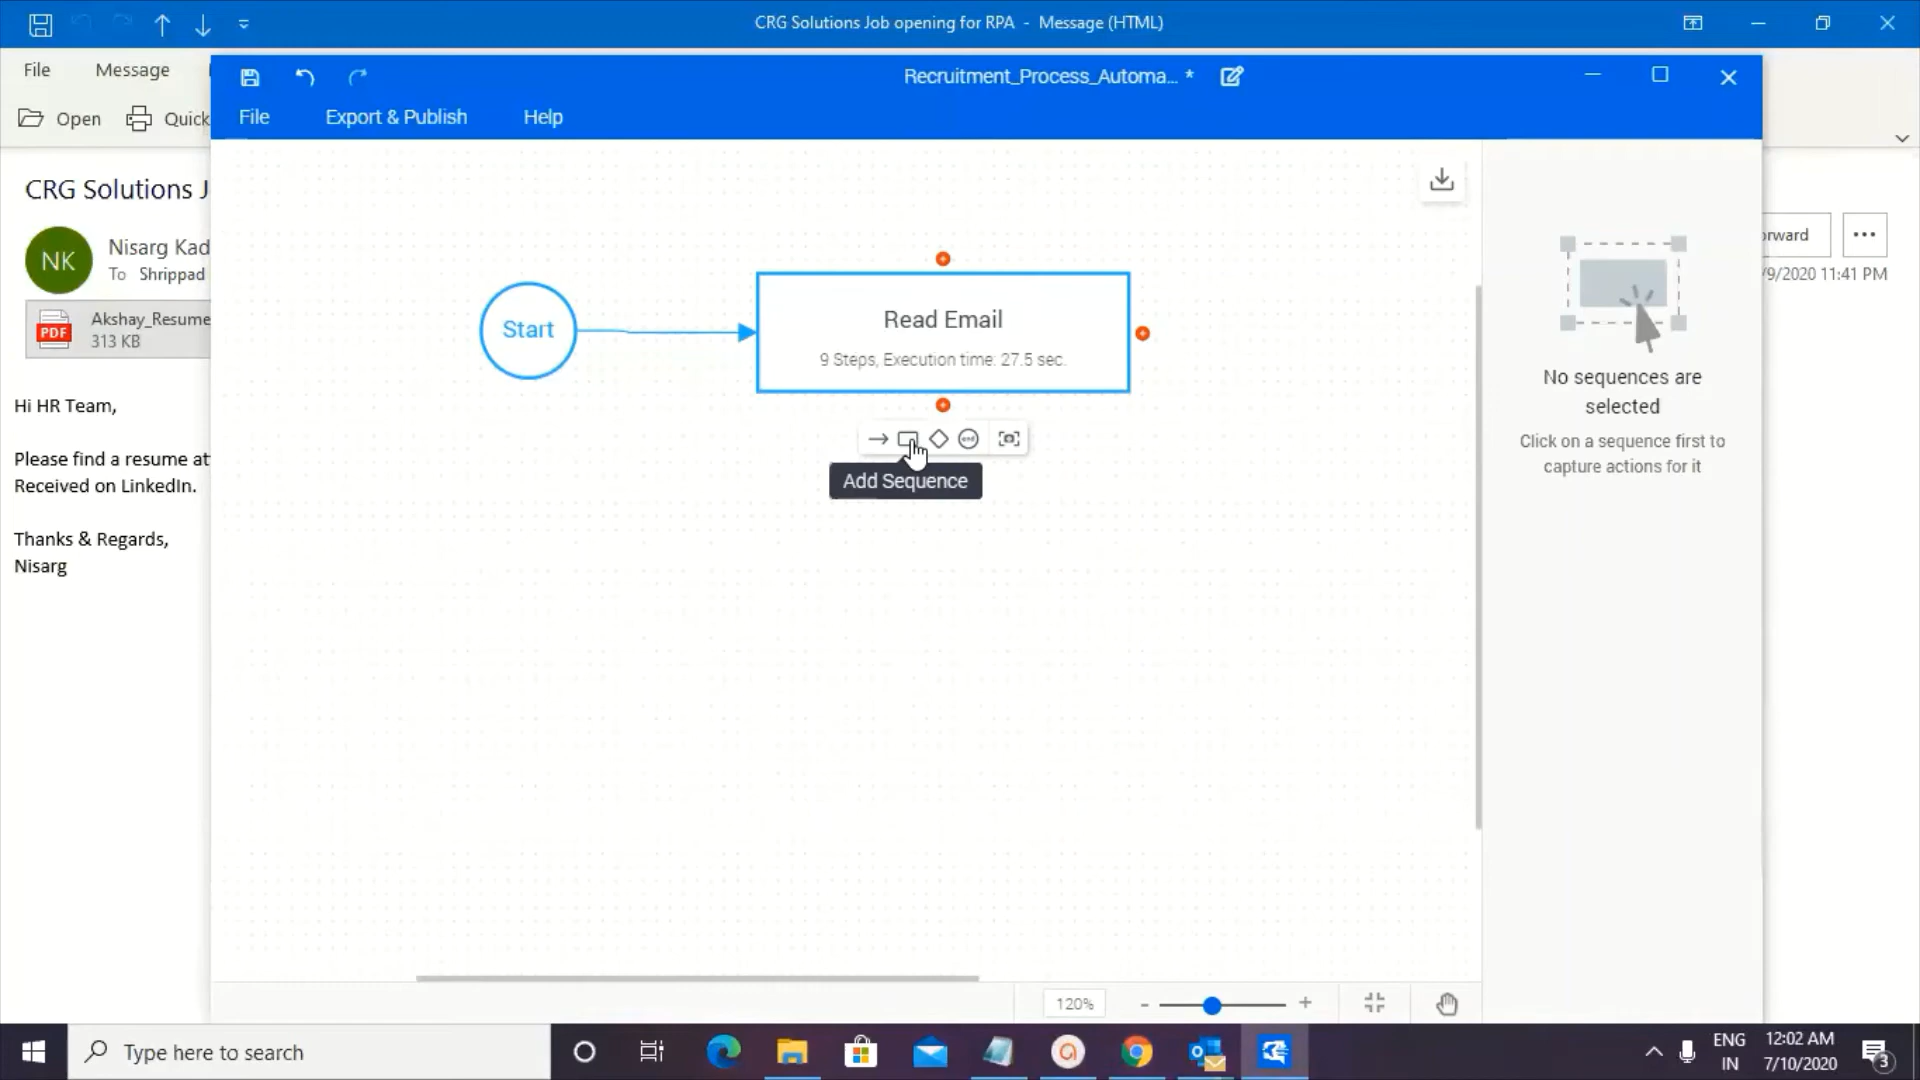 CRG Solutions Job opening for RPA - Message (HTML)
File
Message
Open
Quick
Recruitment_Process_Automa... *
File
Export & Publish
Help
CRG Solutions J
NK
Nisarg Kad
To Shrippad
PDF
Akshay_Resume
313 KB
orward
/9/2020 11:41 PM
Hi HR Team,
Please find a resume at
Received on LinkedIn.
Thanks & Regards,
Nisarg
Start
Read Email
9 Steps, Execution time: 27.5 sec.
end
Add Sequence
No sequences are
selected
Click on a sequence first to
capture actions for it
120%
Type here to search
ENG
IN
12:02 AM
7/10/2020
3